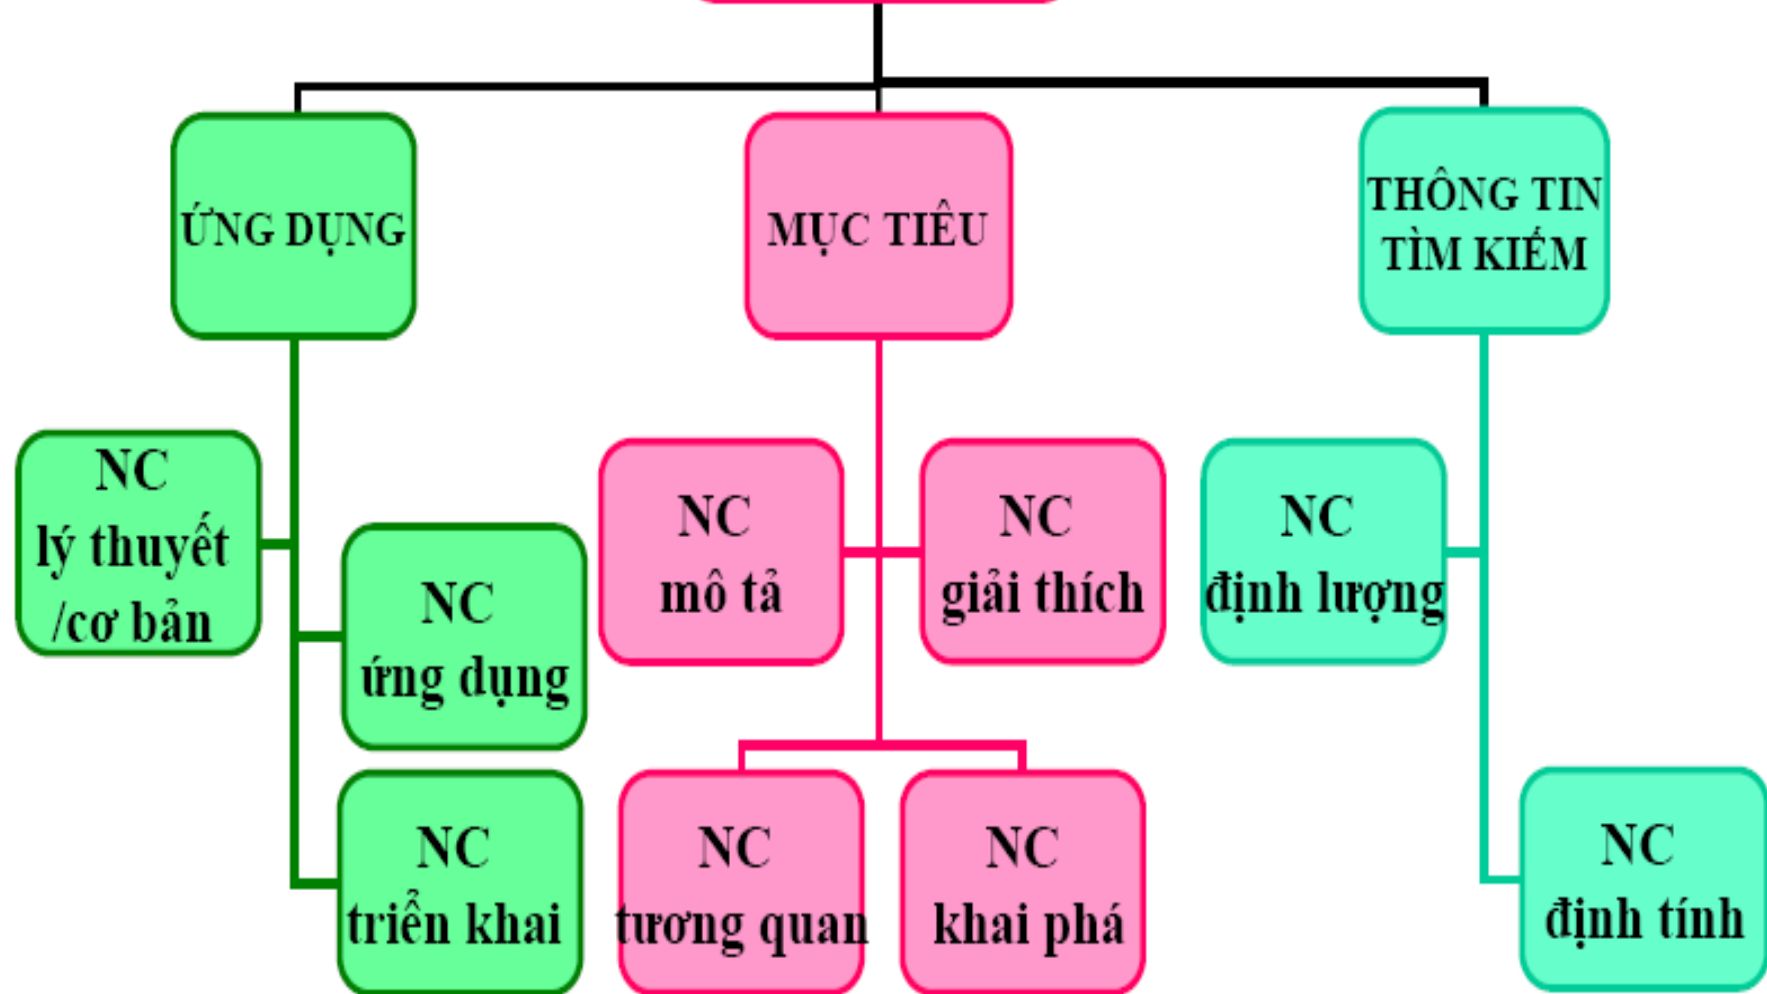 ỨNG DỤNG
MỤC TIÊU
THÔNG TIN
TÌM KIẾM
NC
lý thuyết
/cơ bản
NC
ứng dụng
NC
triển khai
NC
mô tả
NC
giải thích
NC
tương quan
NC
khai phá
NC
định lượng
NC
định tính